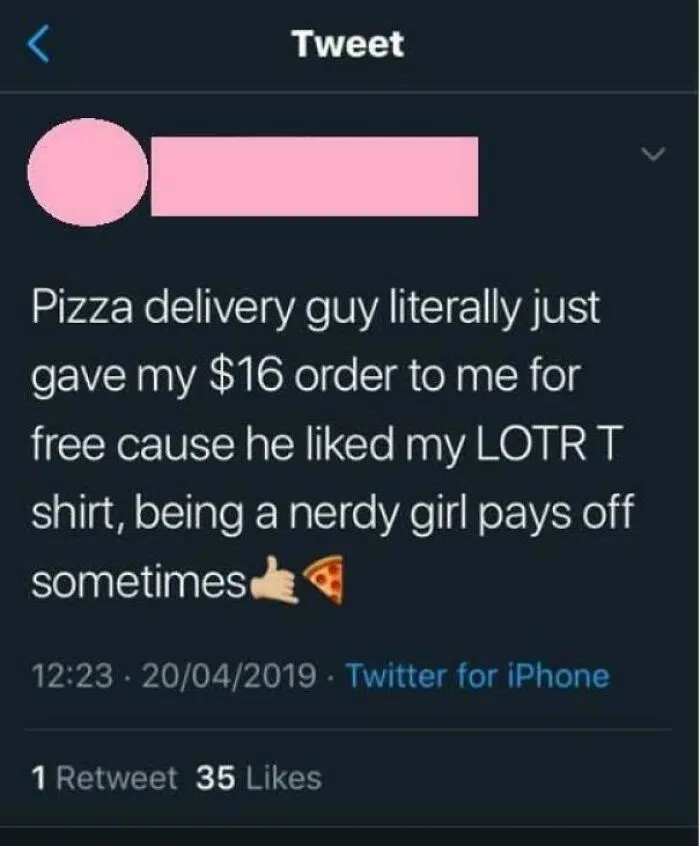 Tweet
Pizza delivery guy literally just
gave my $16 order to me for
free cause he liked my LOTR T
shirt, being a nerdy girl pays off
sometimes🤙🏼🍕
12:23 · 20/04/2019 · Twitter for iPhone
1 Retweet 35 Likes